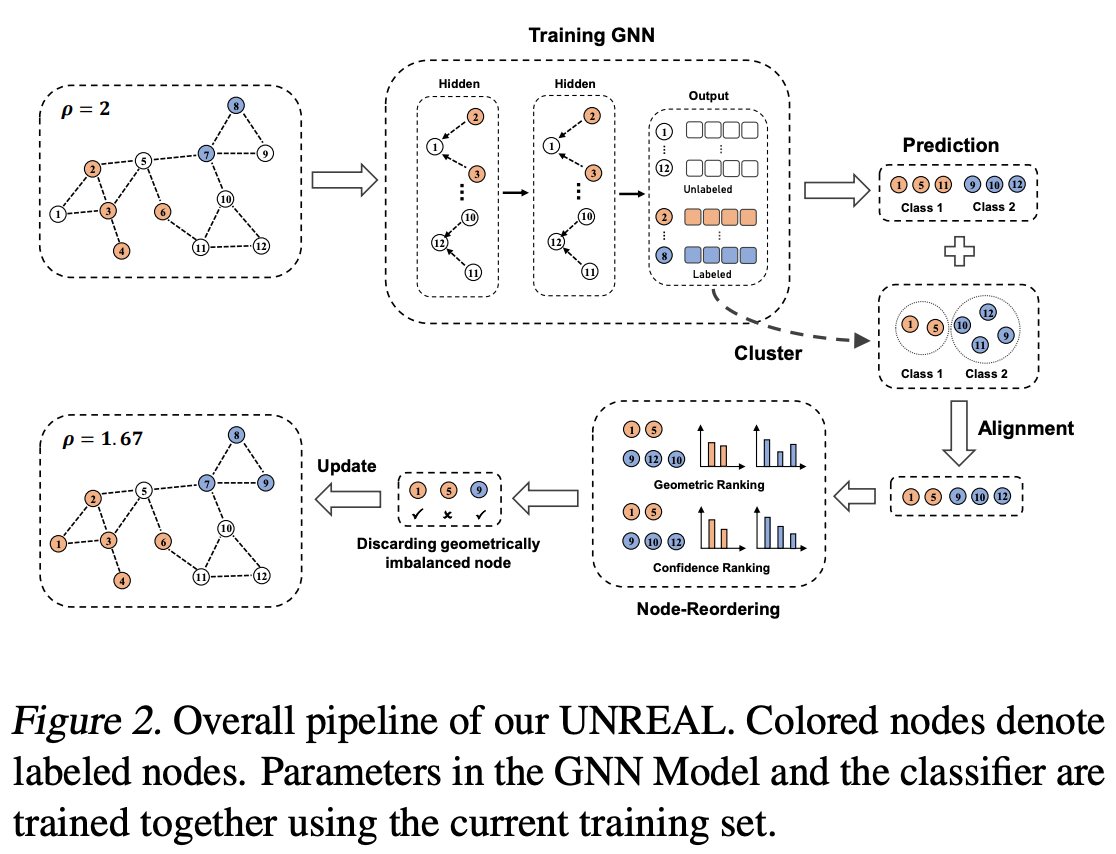 Training GNN
ρ = 2
8
7
9
2
5
1
3
6
10
4
11
12
Hidden
2
1
3
10
12
11
Hidden
2
1
3
10
12
11
Output
1
12
Unlabeled
2
8
Labeled
Prediction
1 5 11 9 10 12
Class 1 Class 2
Cluster
1 5 10 12 9 11
Class 1 Class 2
Alignment
1 5 9 10 12
1 5
9 12 10
Geometric Ranking
1 5
9 10 12
Confidence Ranking
Node-Reordering
1 5 9
✓ ✘ ✓
Discarding geometrically
imbalanced node
Update
ρ = 1.67
8
7
9
2
5
1
3
6
10
4
11
12
Figure 2. Overall pipeline of our UNREAL. Colored nodes denote
labeled nodes. Parameters in the GNN Model and the classifier are
trained together using the current training set.